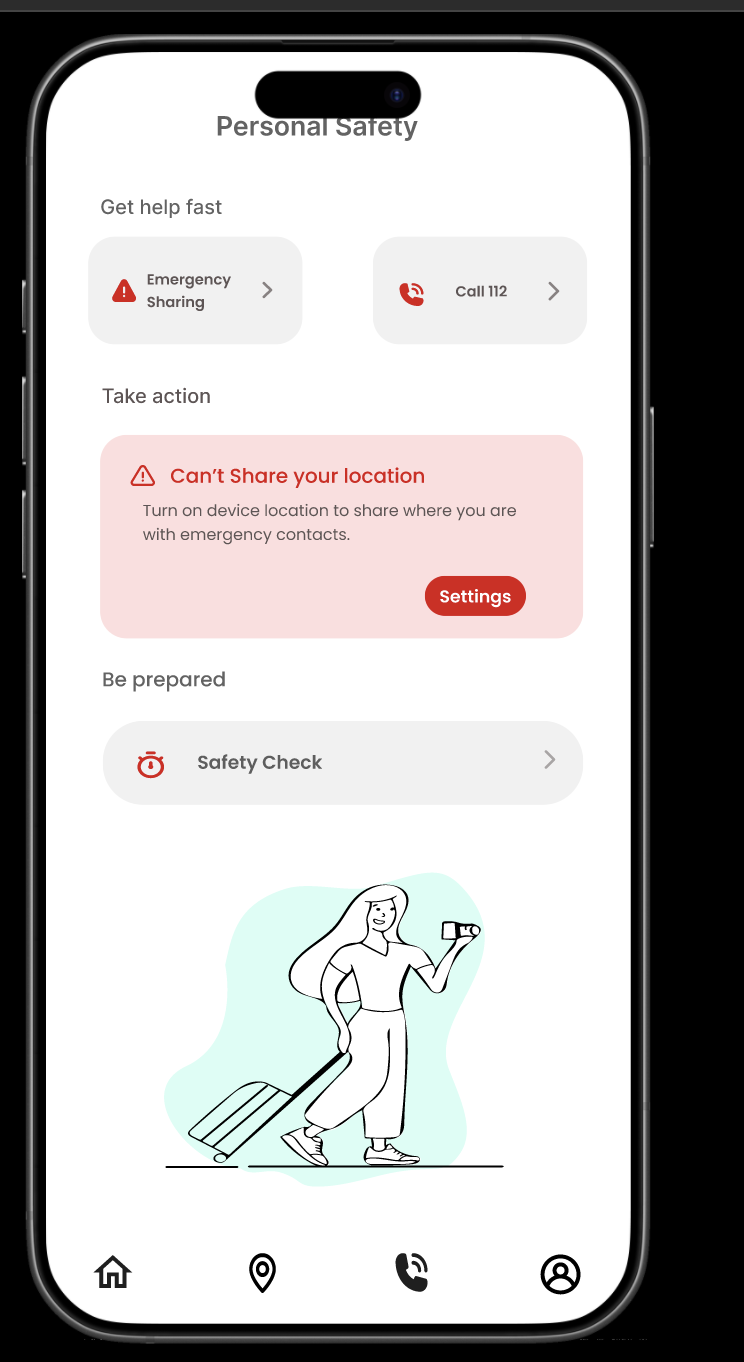 Personal Safety
Get help fast
Emergency
Sharing
Call 112
Take action
Can’t Share your location
Turn on device location to share where you are
with emergency contacts.
Settings
Be prepared
Safety Check